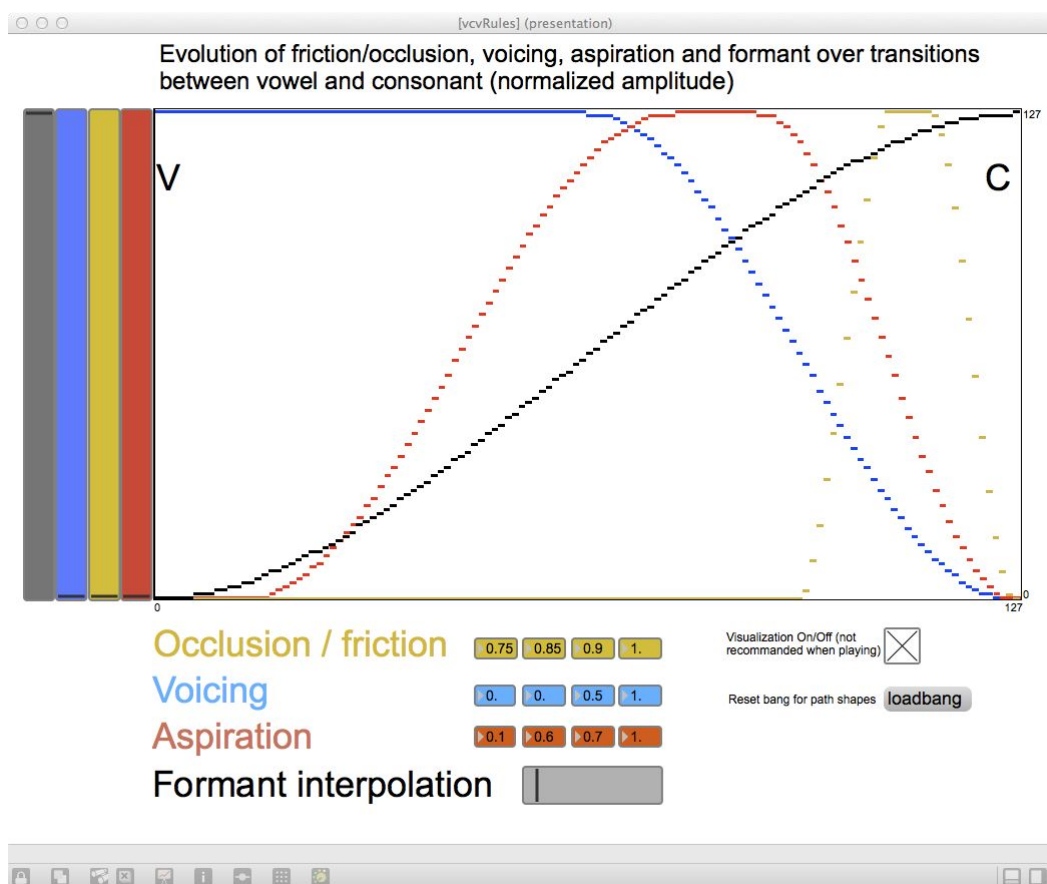 [vcvRules] (presentation)
Evolution of friction/occlusion, voicing, aspiration and formant over transitions
between vowel and consonant (normalized amplitude)
127
V
C
0
0
127
Occlusion / friction
0.75 0.85 0.9 1.
Visualization On/Off (not
recommanded when playing)
Voicing
0. 0. 0.5 1.
Reset bang for path shapes loadbang
Aspiration
0.1 0.6 0.7 1.
Formant interpolation